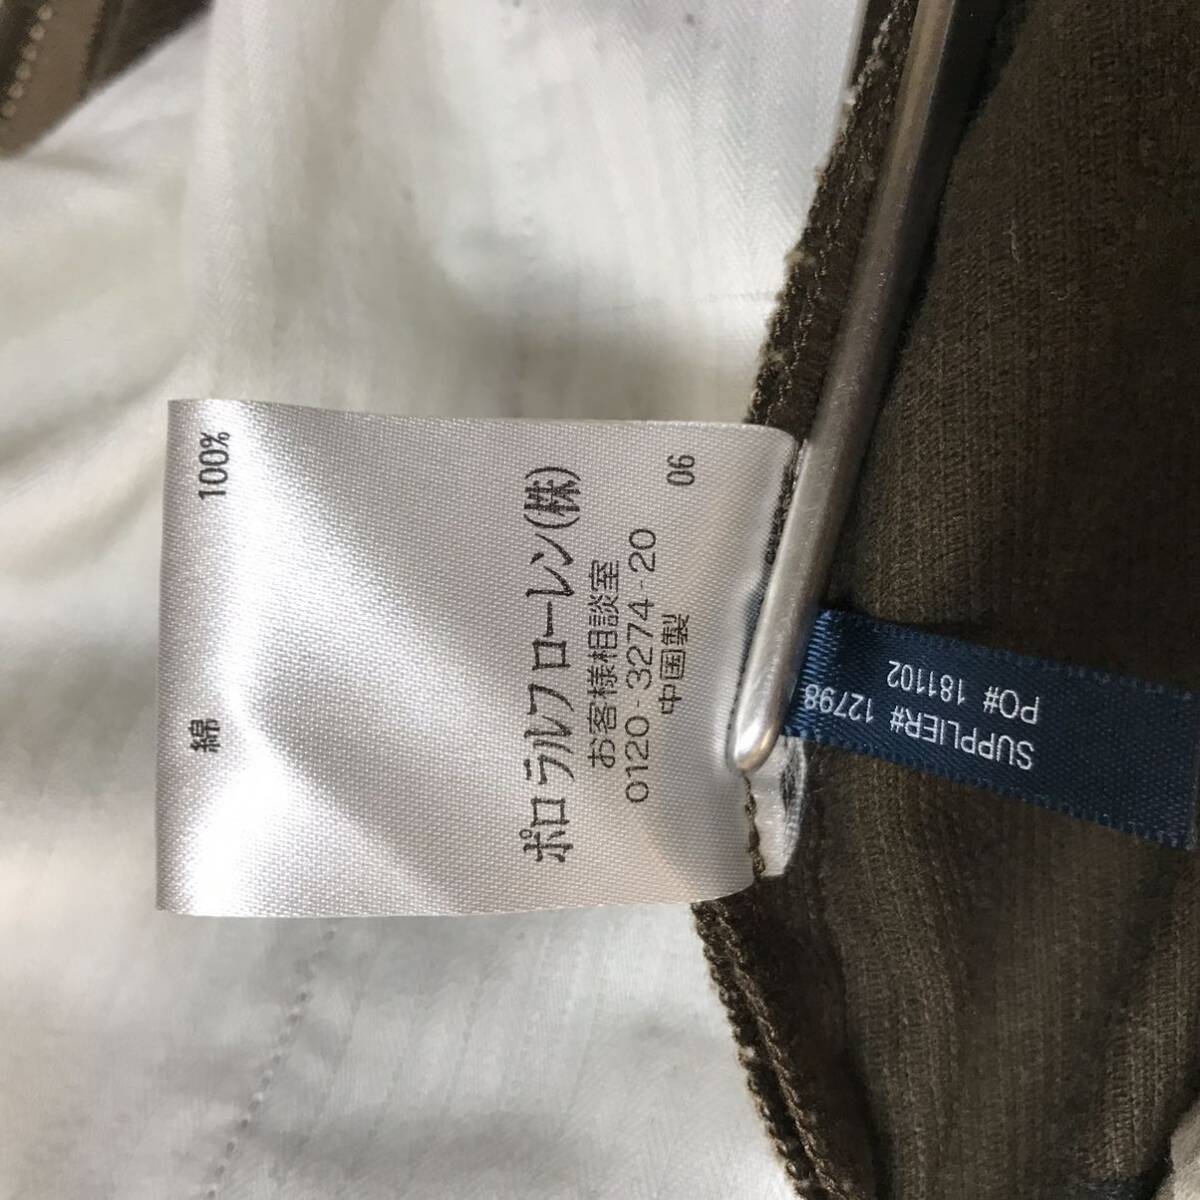 綿 100%
ポロ ラルフ ローレン(株)
お客様相談室
0120-3274-20
中国製 06
SUPPLIER# 12798
PO# 181102